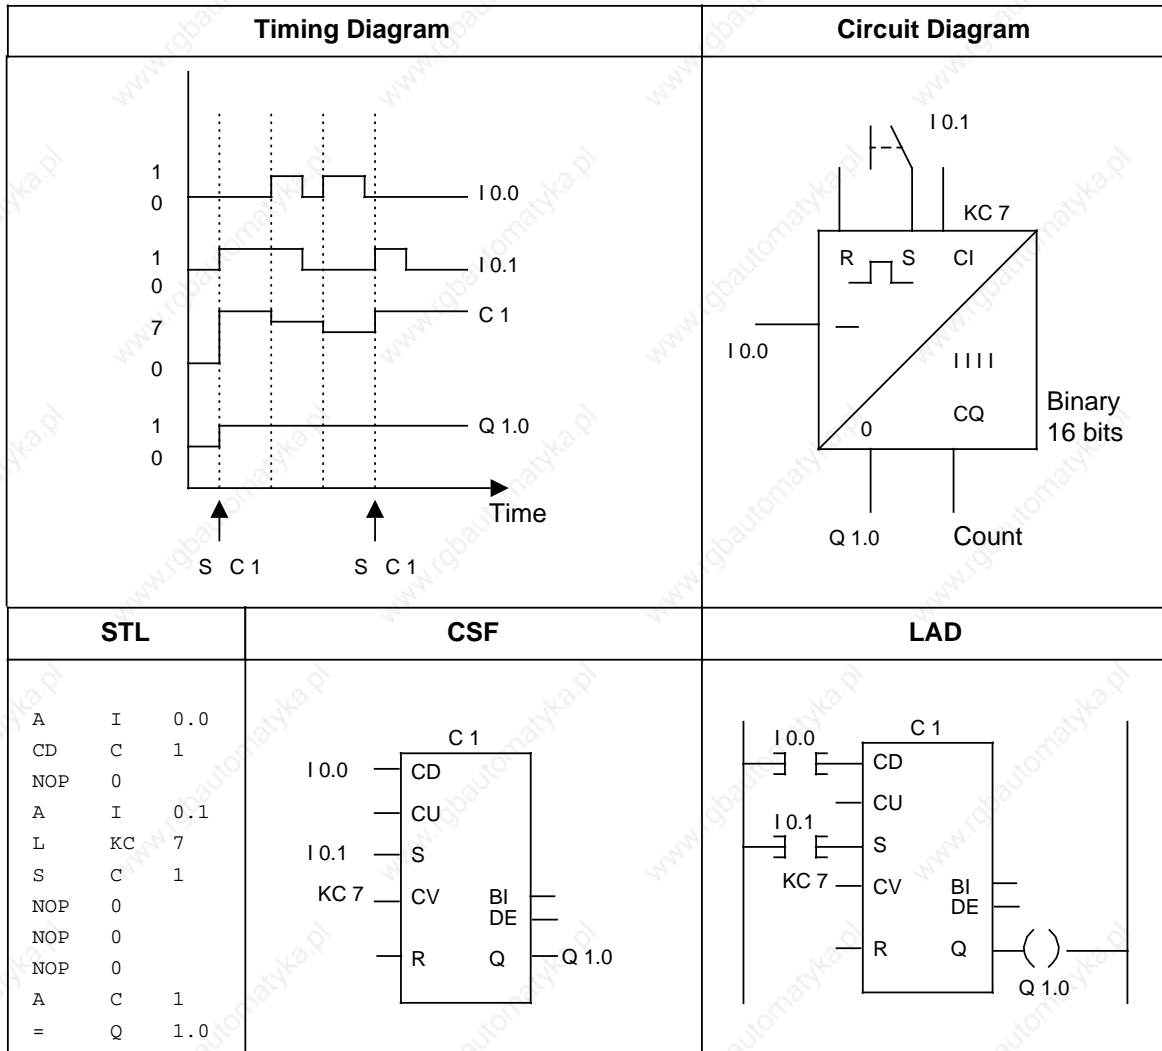 Timing Diagram
Circuit Diagram
1
0
I 0.0
1
0
I 0.1
7
0
C 1
1
0
Q 1.0
Time
S C 1
S C 1
I 0.1
KC 7
R S CI
I 0.0
I I I I
CQ
0
Binary
16 bits
Q 1.0
Count
STL
CSF
LAD
A I 0.0
CD C 1
NOP 0
A I 0.1
L KC 7
S C 1
NOP 0
NOP 0
NOP 0
A C 1
= Q 1.0
C 1
I 0.0 CD
CU
I 0.1 S
KC 7 CV BI
DE
R Q Q 1.0
C 1
I 0.0
CD
CU
I 0.1
S
KC 7 CV BI
DE
R Q
Q 1.0
www.rgbautomatyka.pl